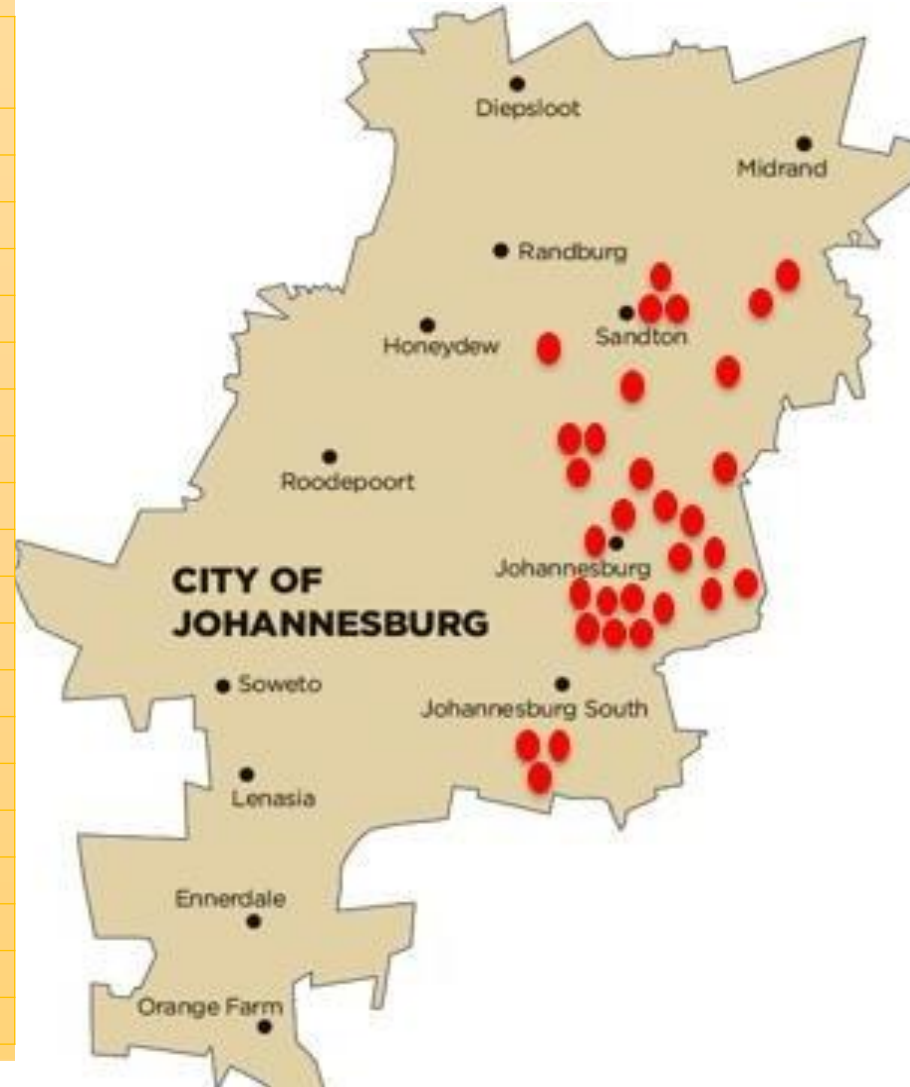 Diepsloot
Midrand
Randburg
Sandton
Honeydew
Roodepoort
Johannesburg
CITY OF
JOHANNESBURG
Soweto
Johannesburg South
Lenasia
Ennerdale
Orange Farm